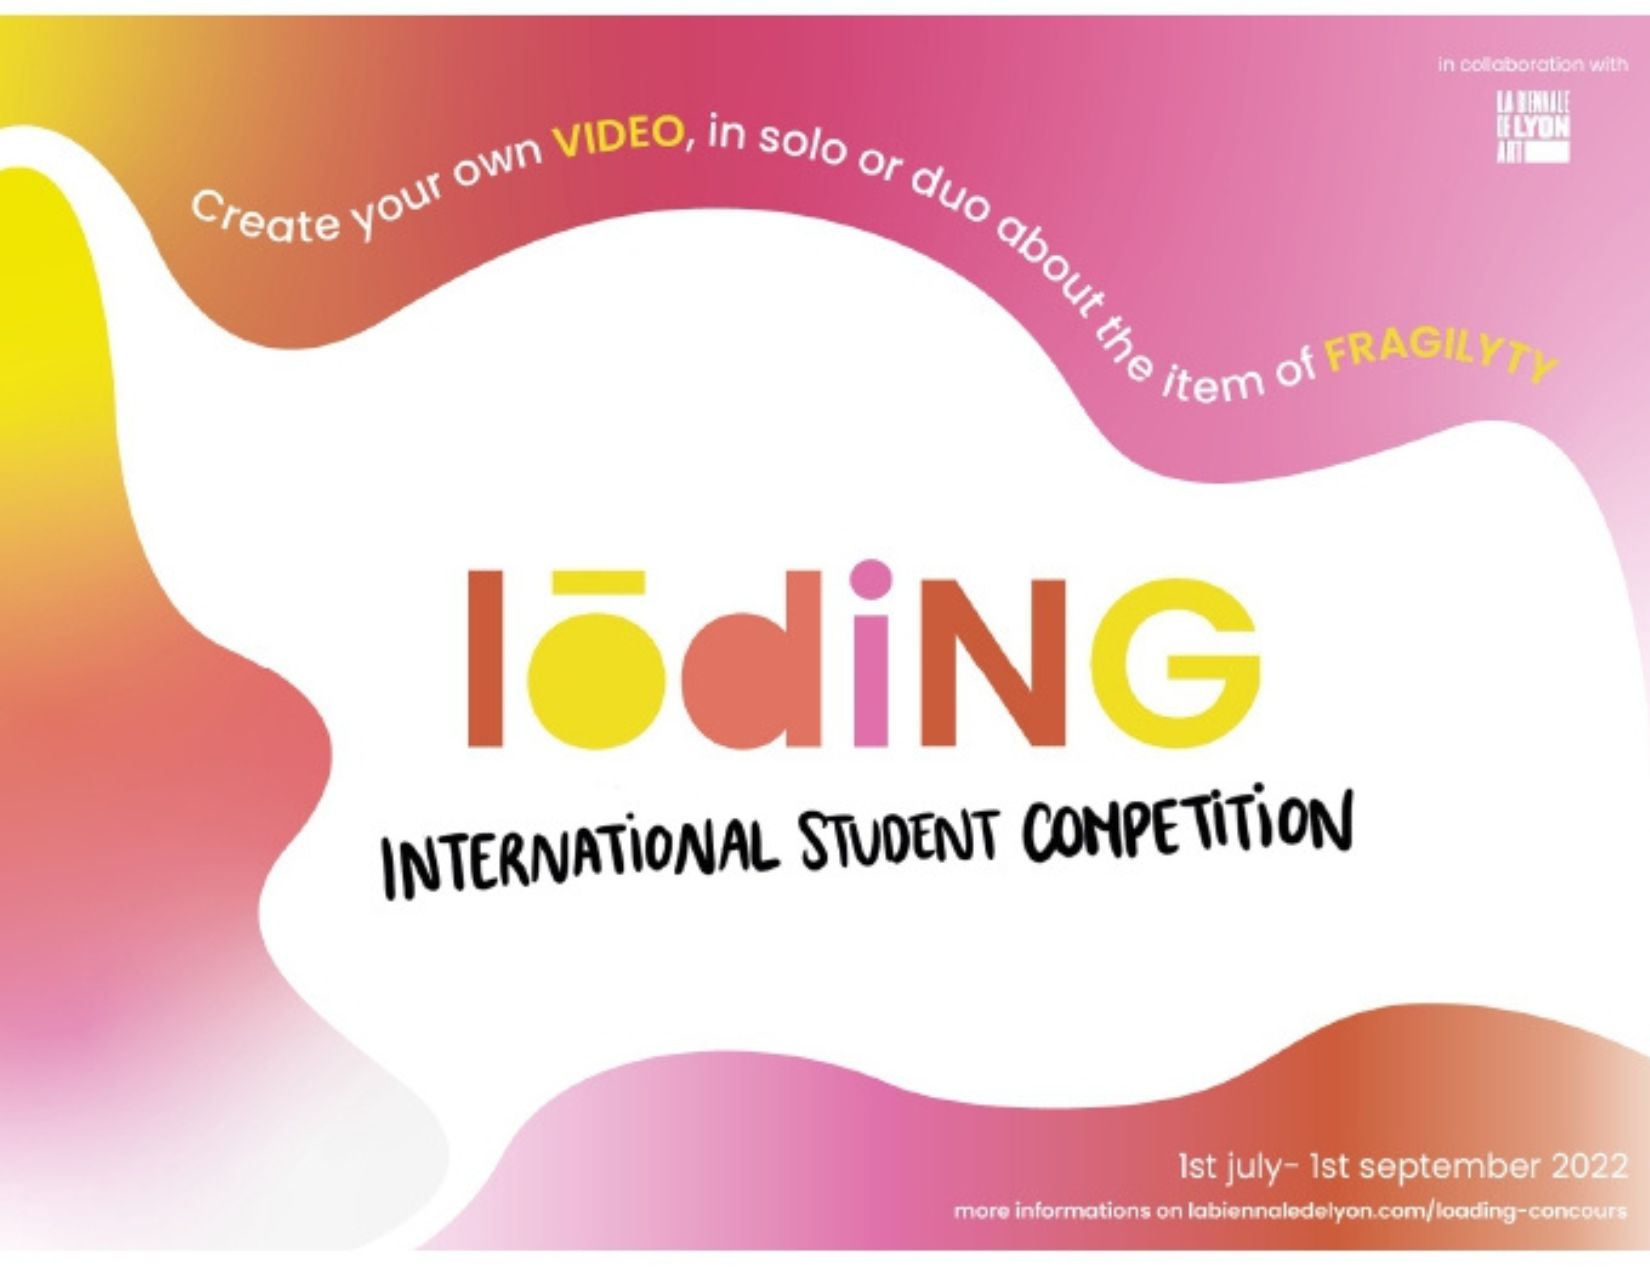 in collaboration with
LA BIENNALE
DE LYON
ART
Create your own VIDEO, in solo or duo about the item of FRAGILYTY
lōdiNG
INTERNATiONAL STUDENT COMPETiTiON
1st july- 1st september 2022
more informations on labiennaledelyon.com/loading-concours